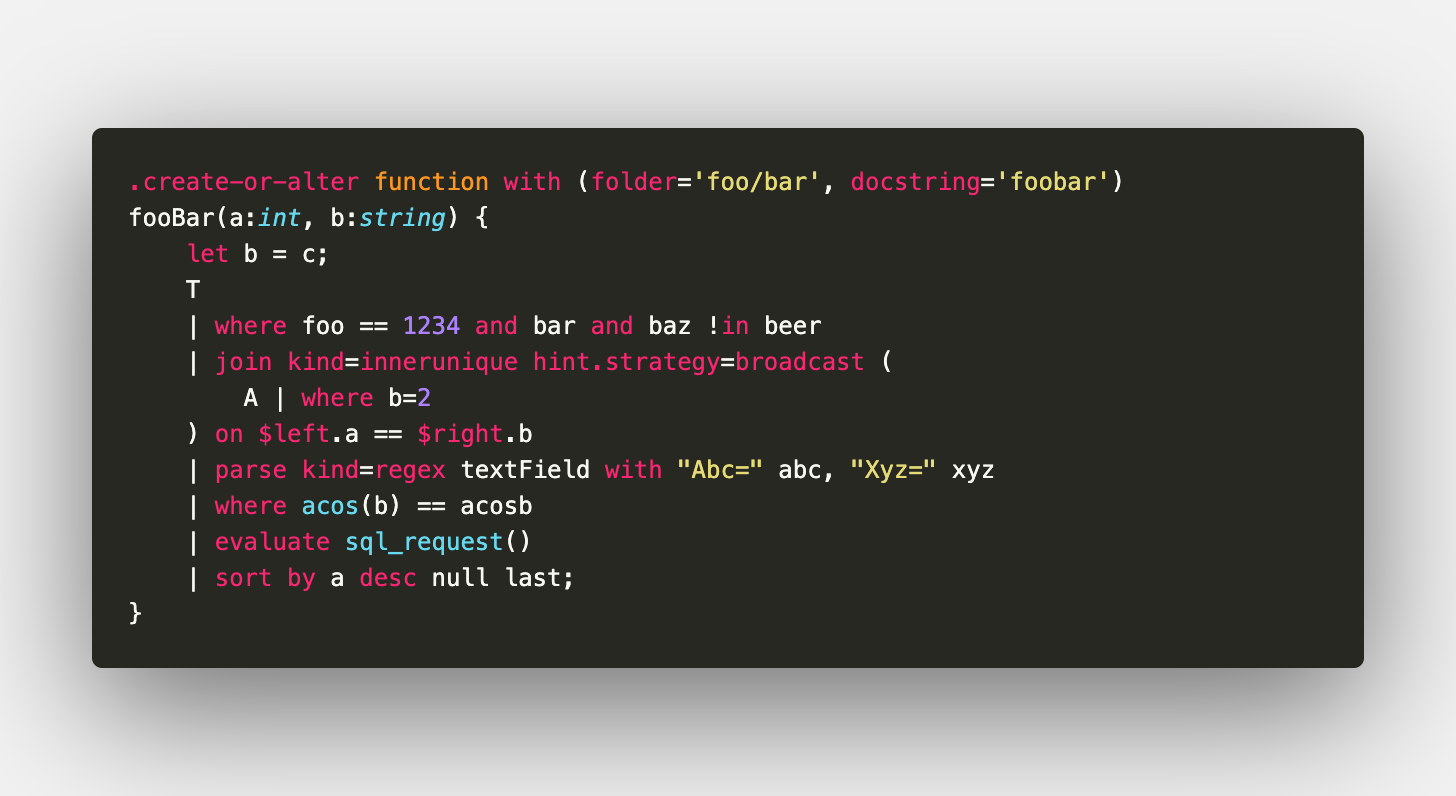 .create-or-alter function with (folder='foo/bar', docstring='foobar')
fooBar(a:int, b:string) {
    let b = c;
    T
    | where foo == 1234 and bar and baz !in beer
    | join kind=innerunique hint.strategy=broadcast (
        A | where b=2
    ) on $left.a == $right.b
    | parse kind=regex textField with "Abc=" abc, "Xyz=" xyz
    | where acos(b) == acosb
    | evaluate sql_request()
    | sort by a desc null last;
}